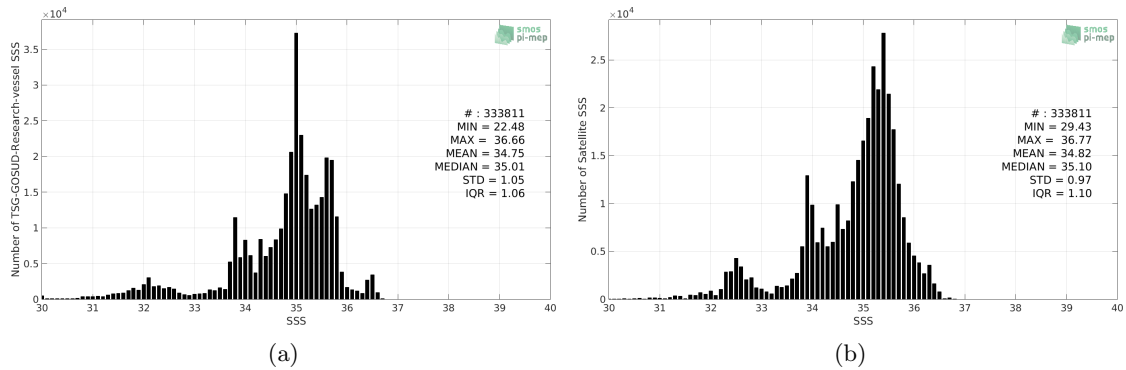 ×10⁴
smos
pi-mep
Number of TSG-GOSUD-Research-vessel SSS
3.5
3
2.5
2
1.5
1
0.5
0
# : 333811
MIN = 22.48
MAX = 36.66
MEAN = 34.75
MEDIAN = 35.01
STD = 1.05
IQR = 1.06
30 31 32 33 34 35 36 37 38 39 40
SSS
(a)
×10⁴
smos
pi-mep
Number of Satellite SSS
2.5
2
1.5
1
0.5
0
# : 333811
MIN = 29.43
MAX = 36.77
MEAN = 34.82
MEDIAN = 35.10
STD = 0.97
IQR = 1.10
30 31 32 33 34 35 36 37 38 39 40
SSS
(b)